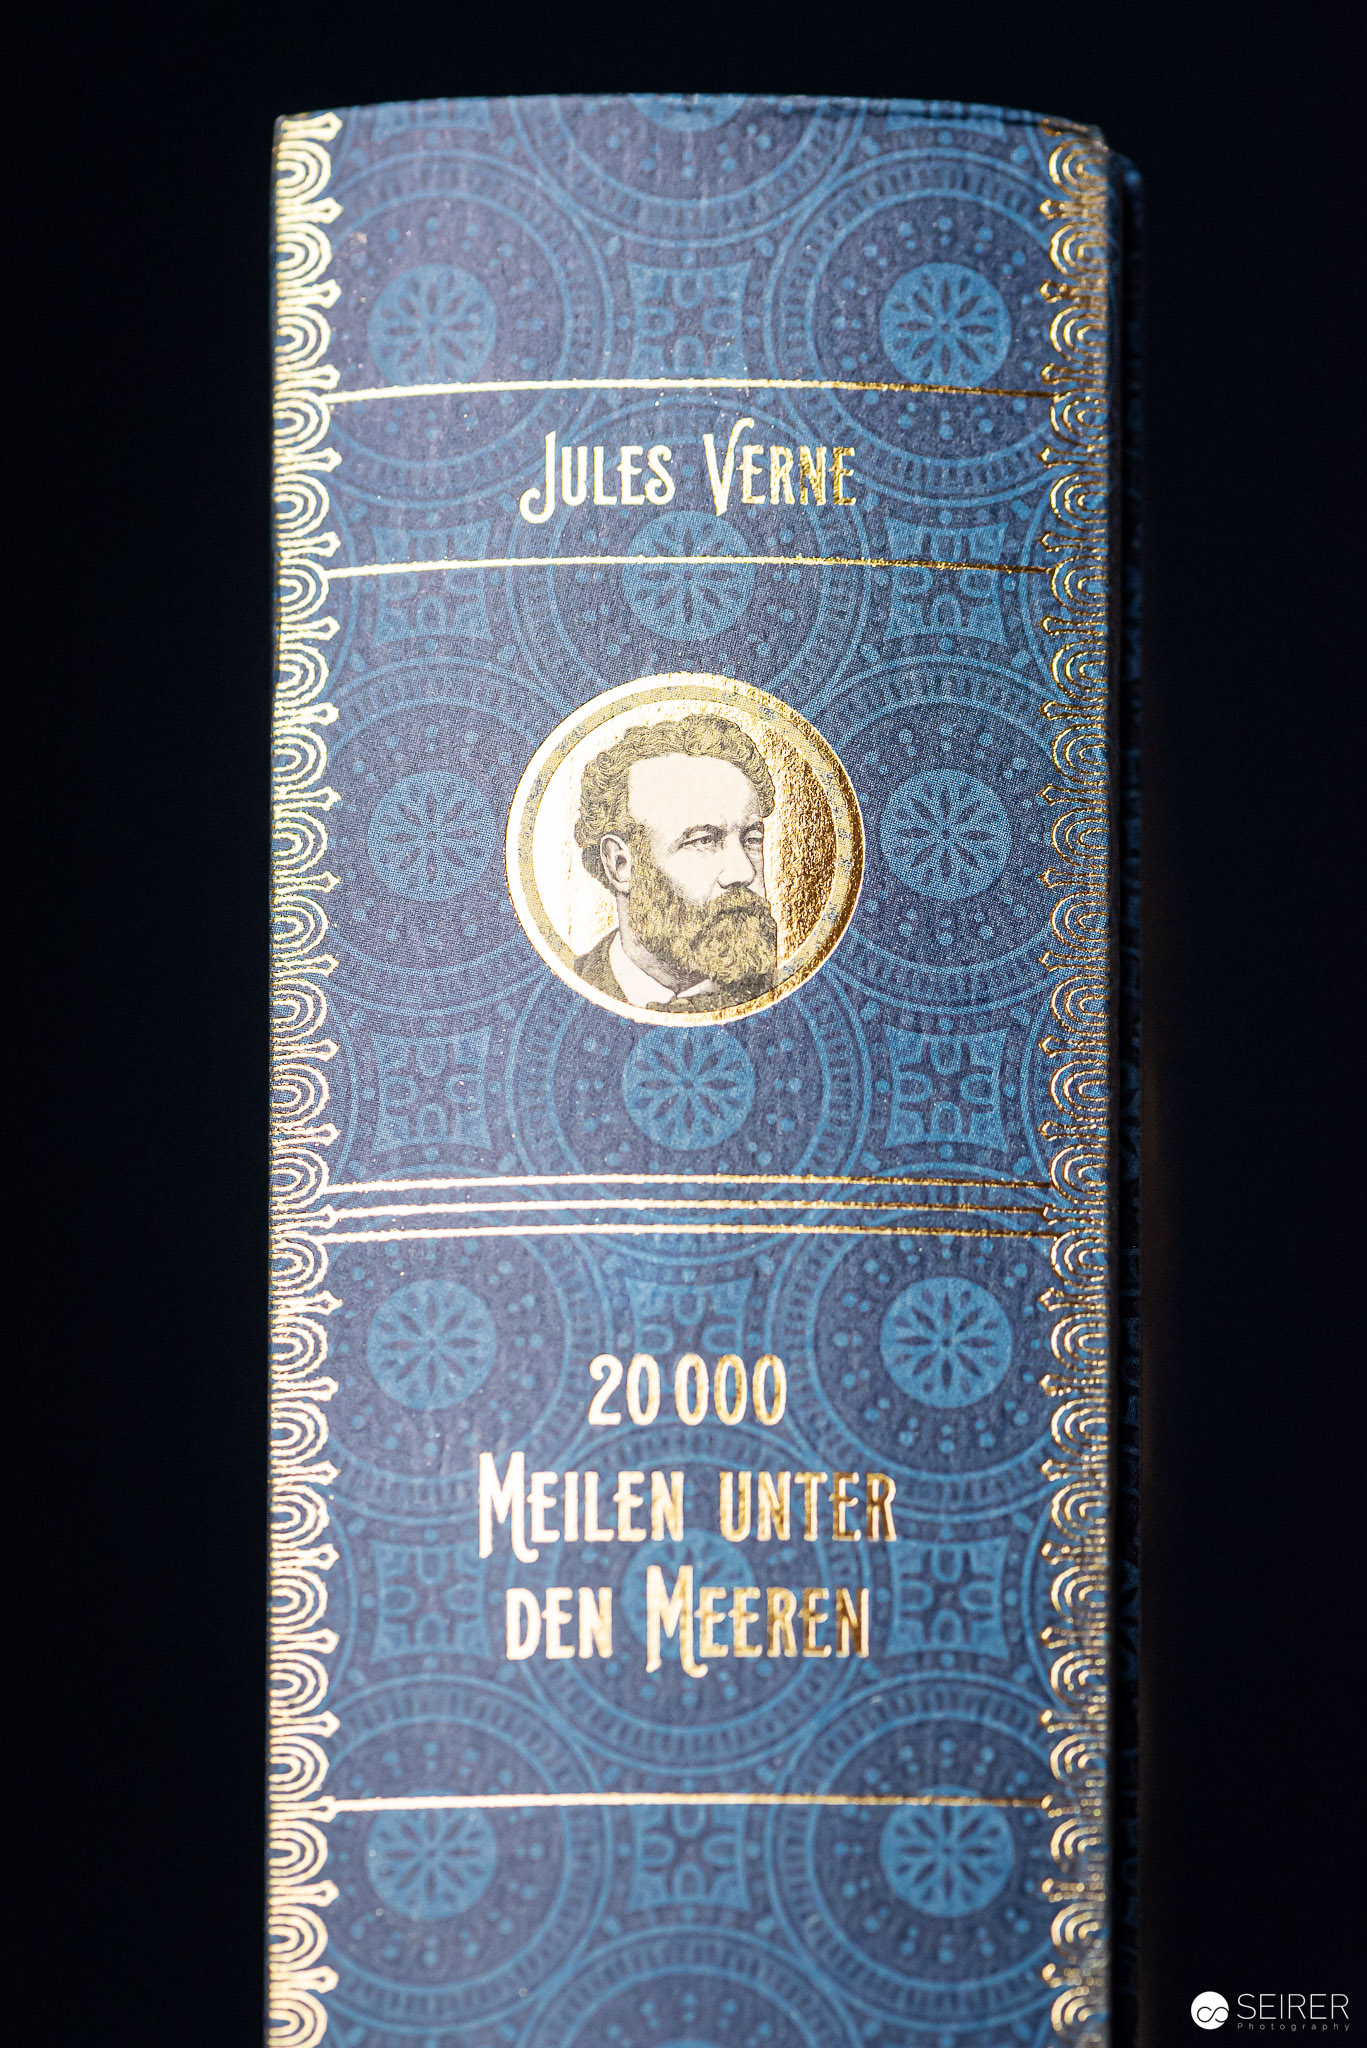 Jules Verne
20 000
Meilen unter
den Meeren
SEIRER
Photography